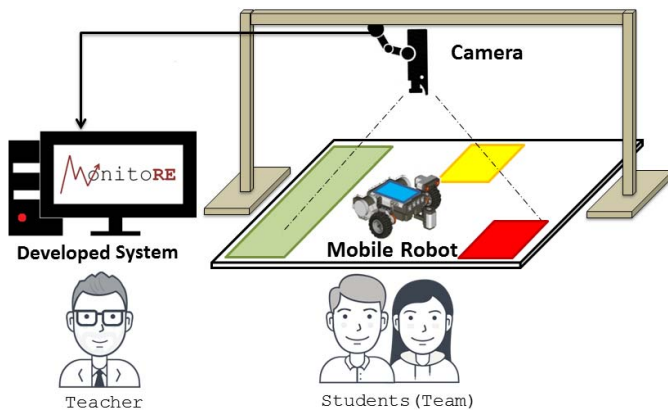 Camera
MonitoRE
Developed System
Mobile Robot
Teacher
Students(Team)